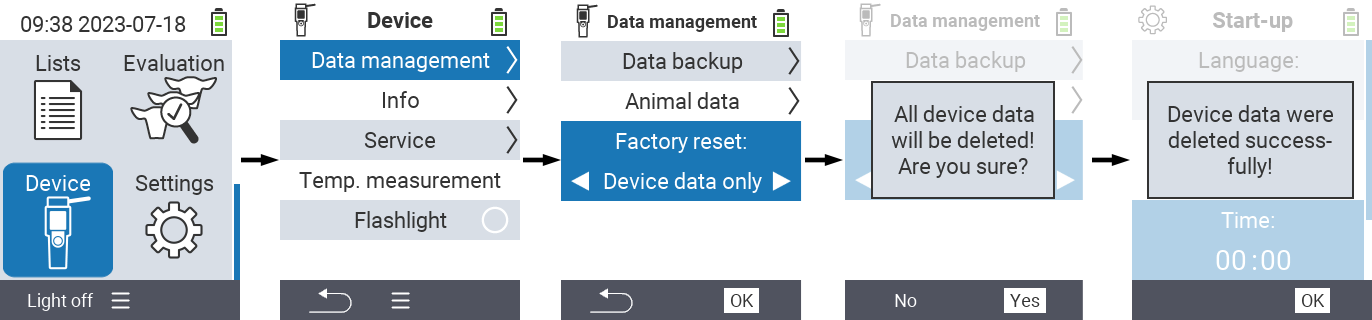 09:38 2023-07-18
Lists
Evaluation
Device
Settings
Light off
Device
Data management
Info
Service
Temp. measurement
Flashlight
Data management
Data backup
Animal data
Factory reset:
Device data only
OK
Data management
Data backup
All device data
will be deleted!
Are you sure?
No
Yes
Start-up
Language:
Device data were
deleted success-
fully!
Time:
00:00
OK